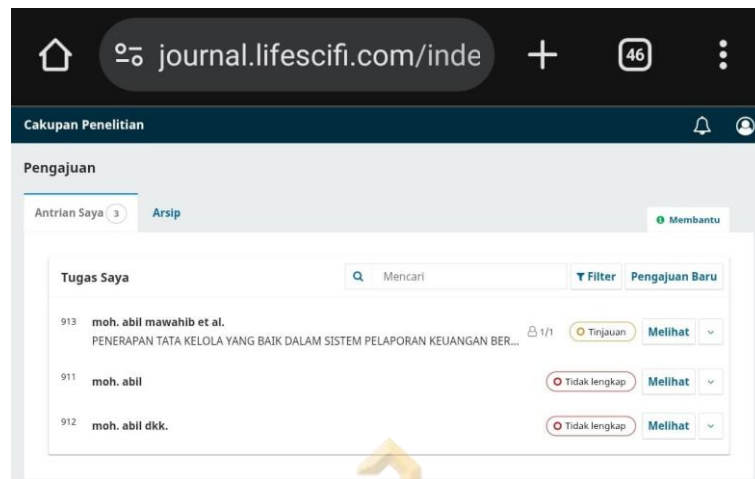 journal.lifescifi.com/inde
46
Cakupan Penelitian
Pengajuan
Antrian Saya 3 Arsip
Membantu
Tugas Saya Mencari Filter Pengajuan Baru
913 moh. abil mawahib et al.
PENERAPAN TATA KELOLA YANG BAIK DALAM SISTEM PELAPORAN KEUANGAN BER... 1/1 Tinjauan Melihat
911 moh. abil Tidak lengkap Melihat
912 moh. abil dkk. Tidak lengkap Melihat